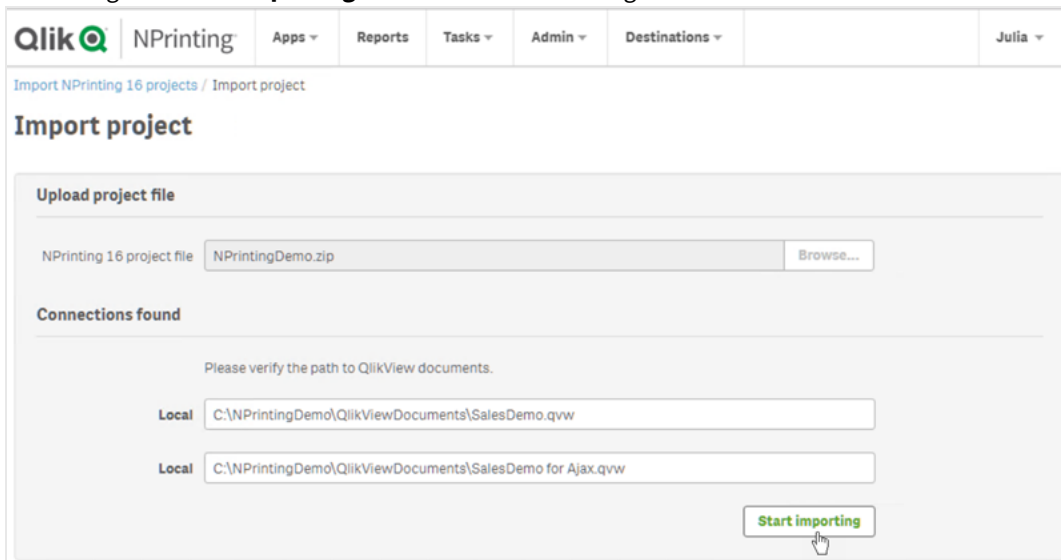 Qlik NPrinting Apps Reports Tasks Admin Destinations Julia
Import NPrinting 16 projects / Import project
Import project
Upload project file
NPrinting 16 project file NPrintingDemo.zip Browse...
Connections found
Please verify the path to QlikView documents.
Local C:\NPrintingDemo\QlikViewDocuments\SalesDemo.qvw
Local C:\NPrintingDemo\QlikViewDocuments\SalesDemo for Ajax.qvw
Start importing